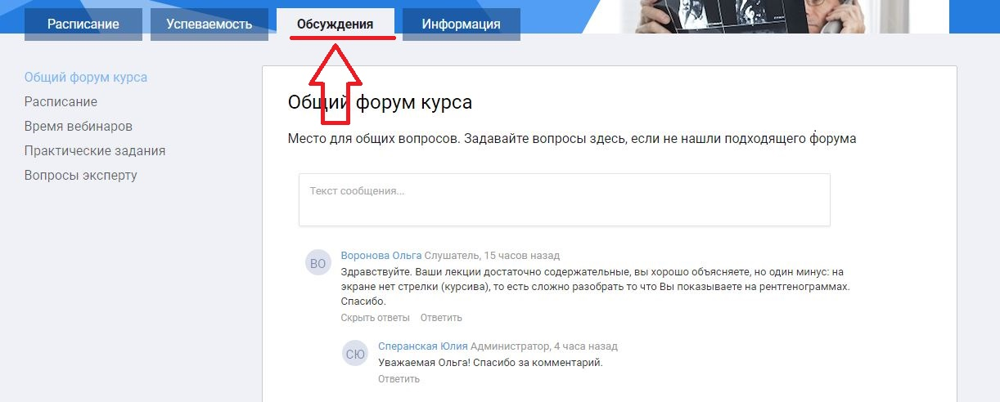 Расписание
Успеваемость
Обсуждения
Информация
Общий форум курса
Расписание
Время вебинаров
Практические задания
Вопросы эксперту
Общий форум курса
Место для общих вопросов. Задавайте вопросы здесь, если не нашли подходящего форума
Текст сообщения...
ВО
Воронова Ольга Слушатель, 15 часов назад
Здравствуйте. Ваши лекции достаточно содержательные, вы хорошо объясняете, но один минус: на
экране нет стрелки (курсива), то есть сложно разобрать то что Вы показываете на рентгенограммах.
Спасибо.
Скрыть ответы Ответить
СЮ
Сперанская Юлия Администратор, 4 часа назад
Уважаемая Ольга! Спасибо за комментарий.
Ответить